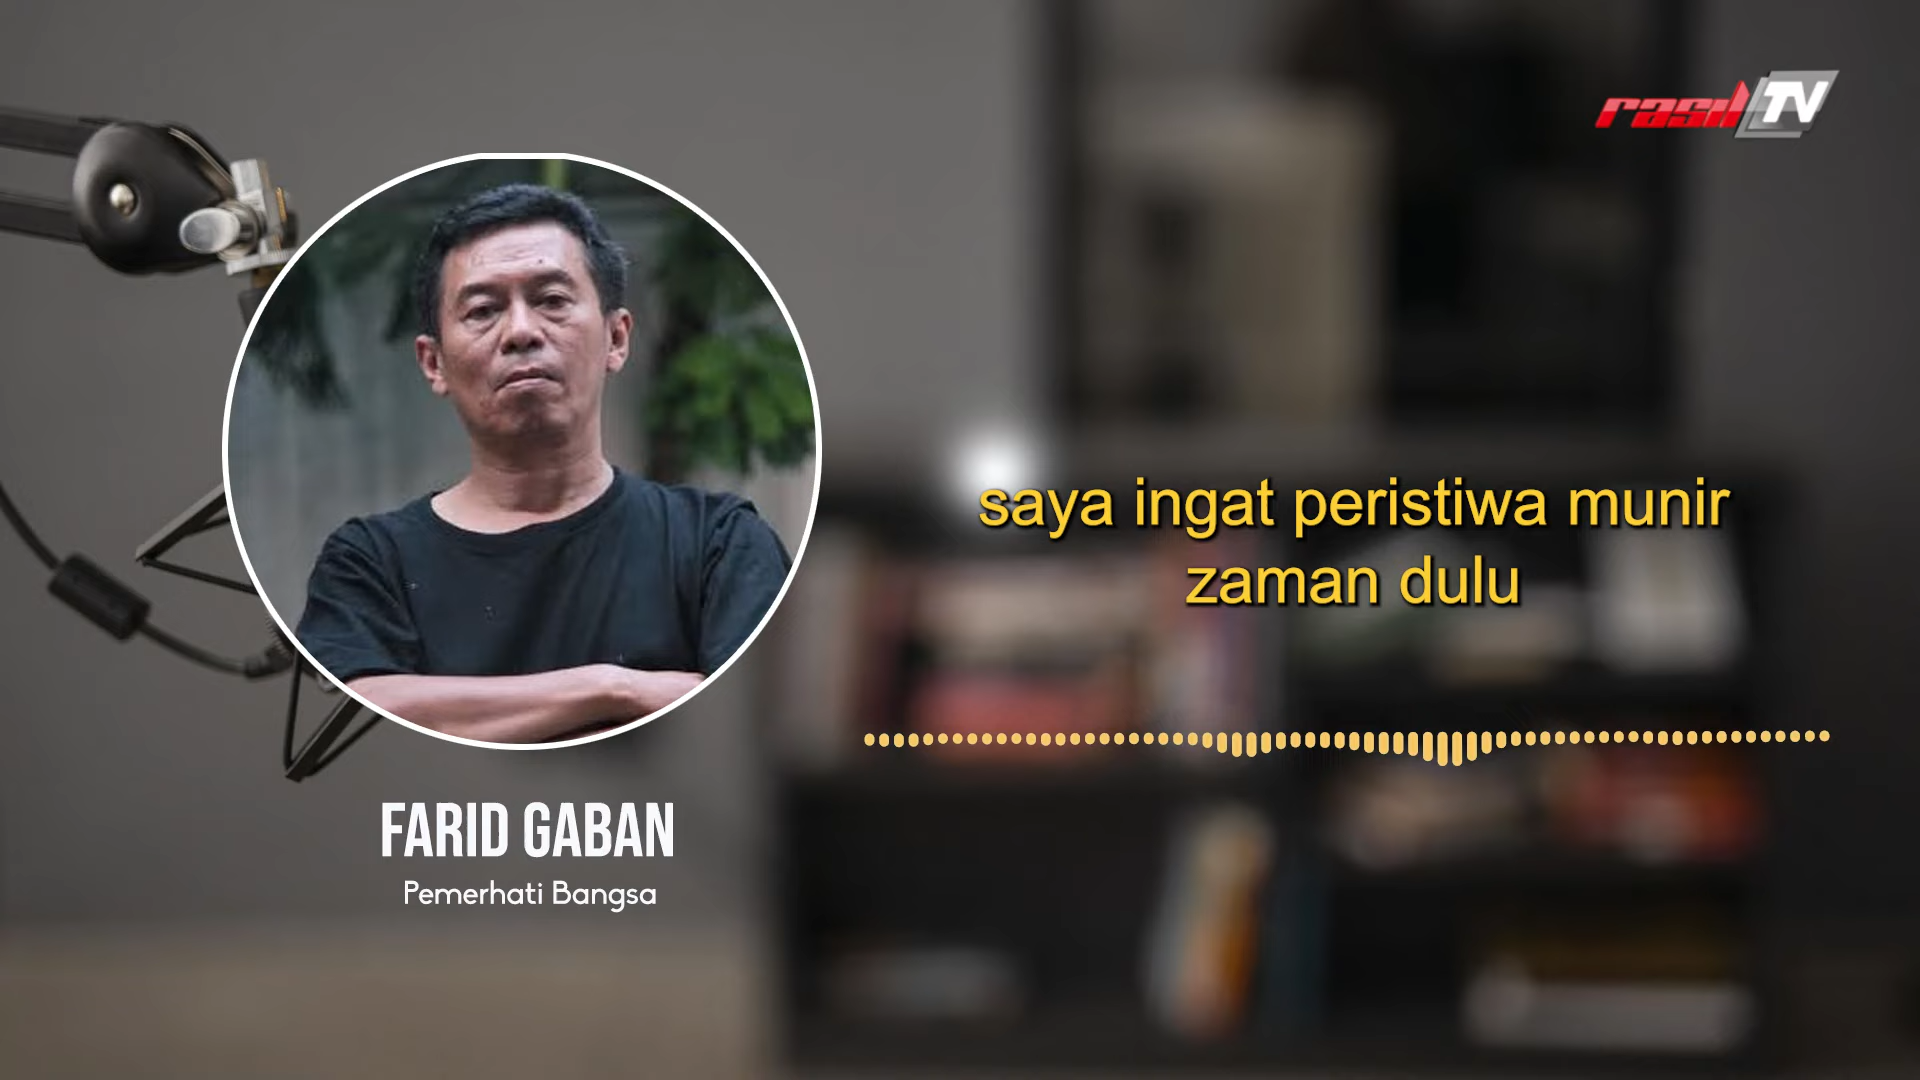 rasil TV
saya ingat peristiwa munir
zaman dulu
FARID GABAN
Pemerhati Bangsa